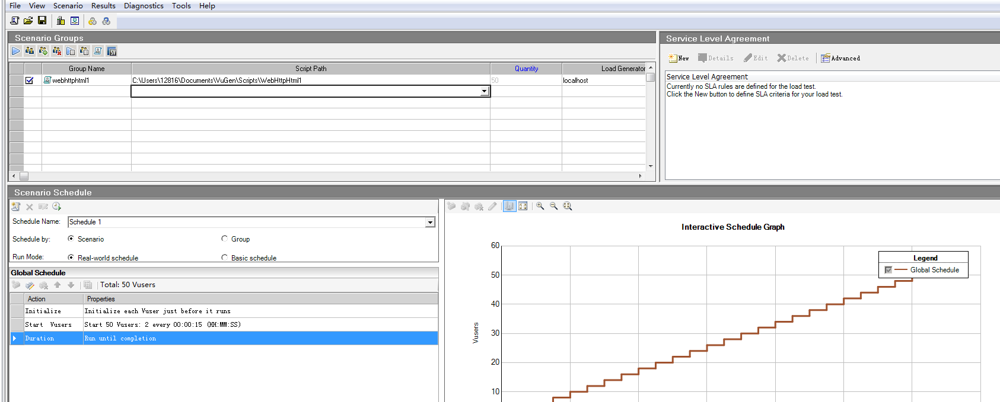 File View Scenario Results Diagnostics Tools Help
Scenario Groups
SV
Group Name Script Path Quantity Load Generator
webhttphtml1 C:\Users\12816\Documents\VuGen\Scripts\WebHttpHtml1 50 localhost
Service Level Agreement
New Details Edit Delete Advanced
Service Level Agreement
Currently no SLA rules are defined for the load test.
Click the New button to define SLA criteria for your load test.
Scenario Schedule
Schedule Name: Schedule 1
Schedule by: Scenario Group
Run Mode: Real-world schedule Basic schedule
Global Schedule
Total: 50 Vusers
Action Properties
Initialize Initialize each Vuser just before it runs
Start Vusers Start 50 Vusers: 2 every 00:00:15 (HH:MM:SS)
Duration Run until completion
Interactive Schedule Graph
60
50
40
30
20
10
Vusers
Legend
Global Schedule